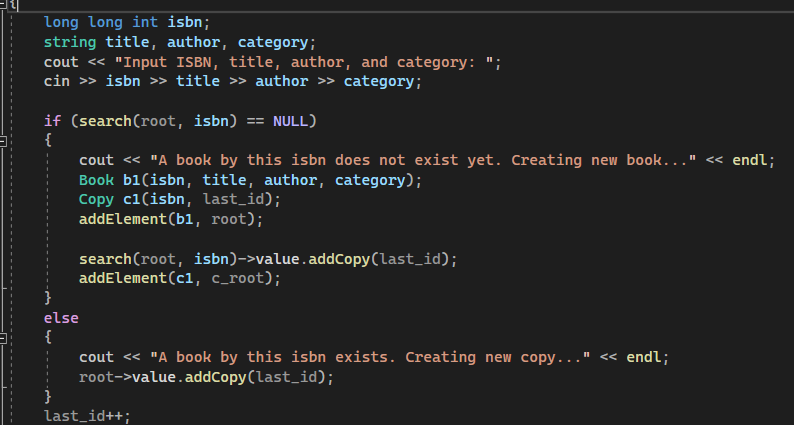 {
long long int isbn;
string title, author, category;
cout << "Input ISBN, title, author, and category: ";
cin >> isbn >> title >> author >> category;
if (search(root, isbn) == NULL)
{
cout << "A book by this isbn does not exist yet. Creating new book..." << endl;
Book b1(isbn, title, author, category);
Copy c1(isbn, last_id);
addElement(b1, root);
search(root, isbn)->value.addCopy(last_id);
addElement(c1, c_root);
}
else
{
cout << "A book by this isbn exists. Creating new copy..." << endl;
root->value.addCopy(last_id);
}
last_id++;